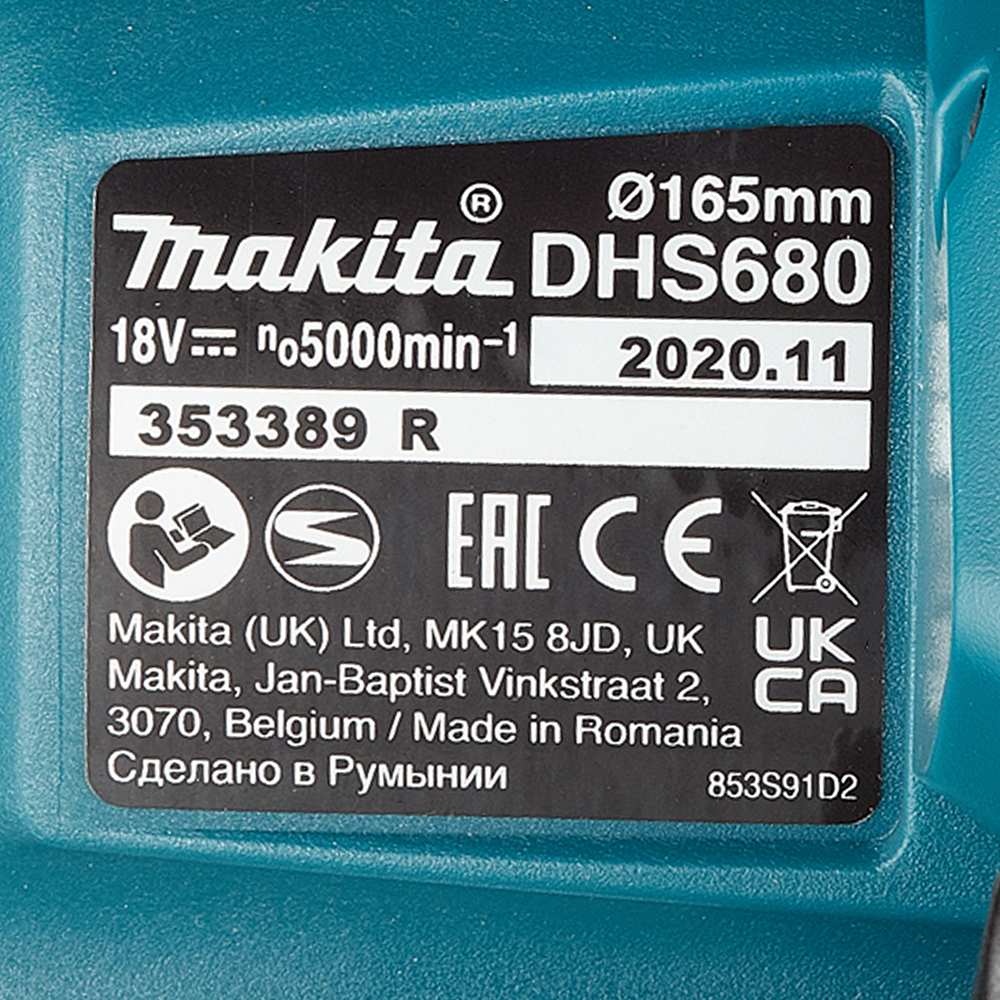 makita® Ø165mm
DHS680
18V⎓ n₀5000min⁻¹ 2020.11
353389 R
EAC CE
Makita (UK) Ltd, MK15 8JD, UK
Makita, Jan-Baptist Vinkstraat 2,
3070, Belgium / Made in Romania
Сделано в Румынии
UK
CA
853S91D2